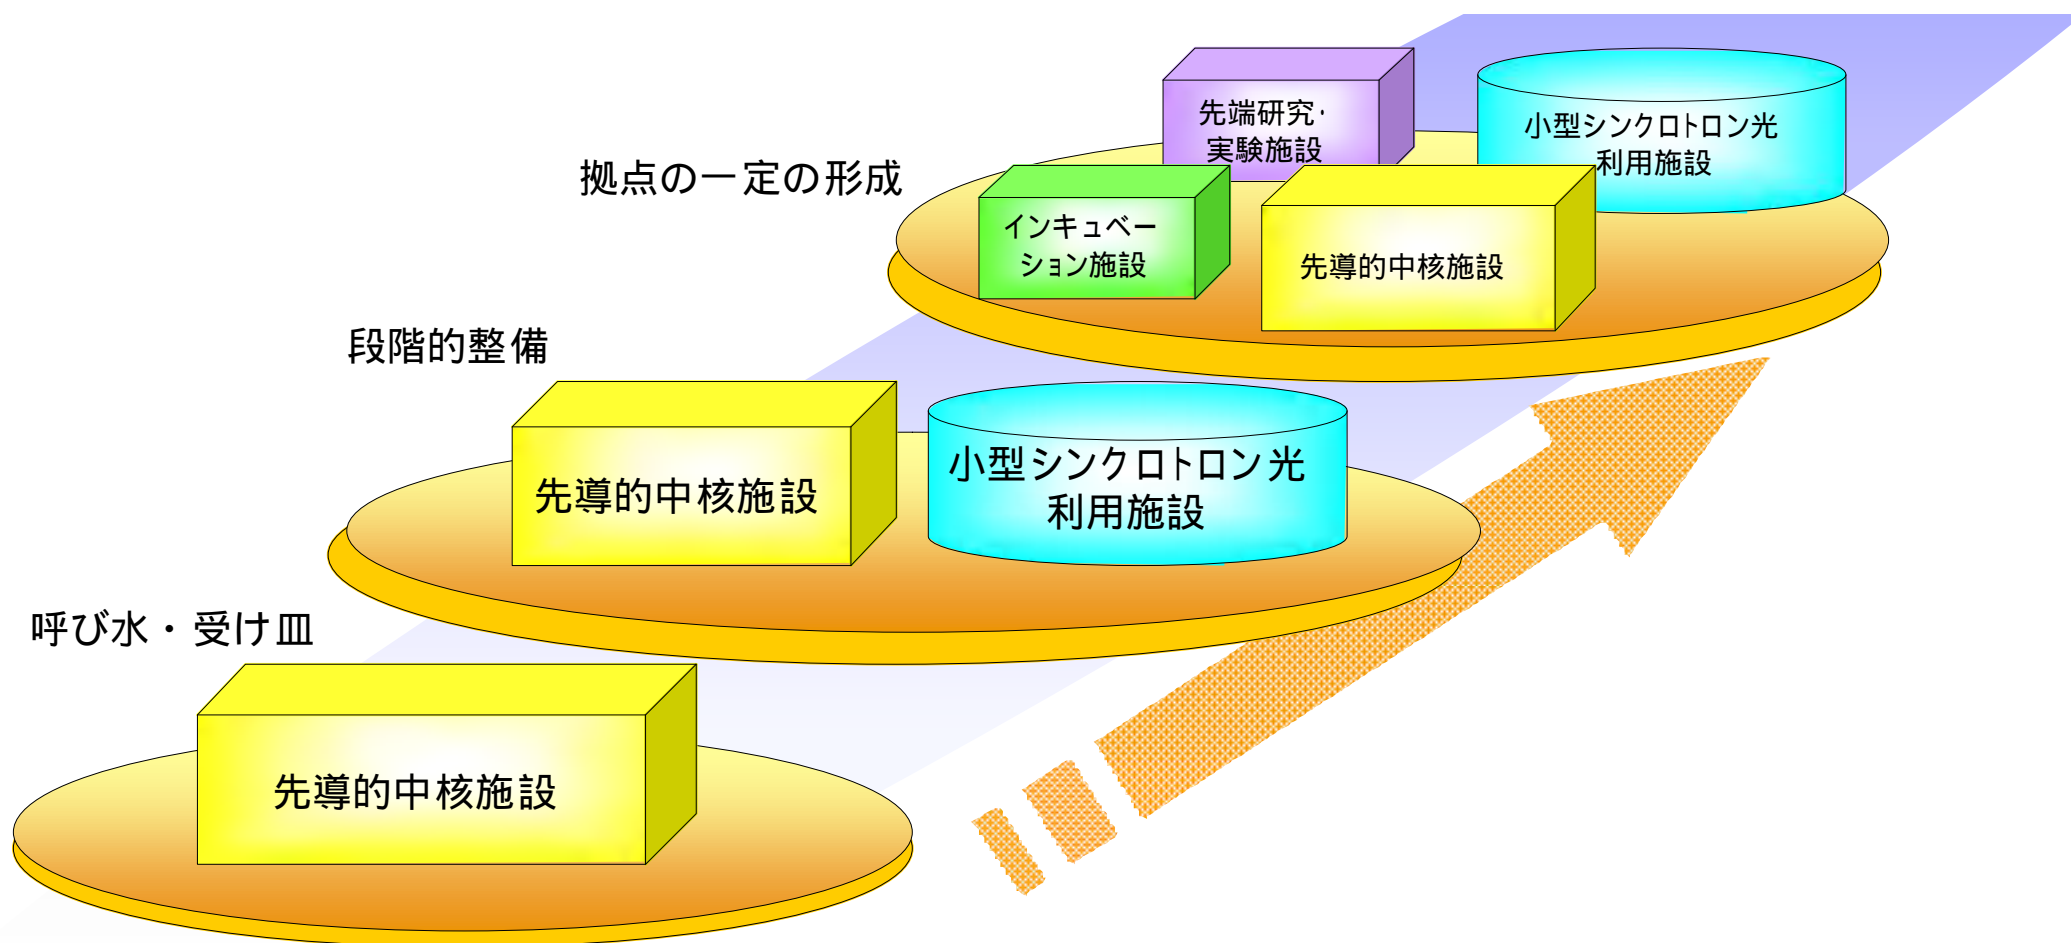 先端研究・
実験施設
小型シンクロトロン光
利用施設
拠点の一定の形成
インキュベー
ション施設
先導的中核施設
段階的整備
先導的中核施設
小型シンクロトロン光
利用施設
呼び水・受け皿
先導的中核施設